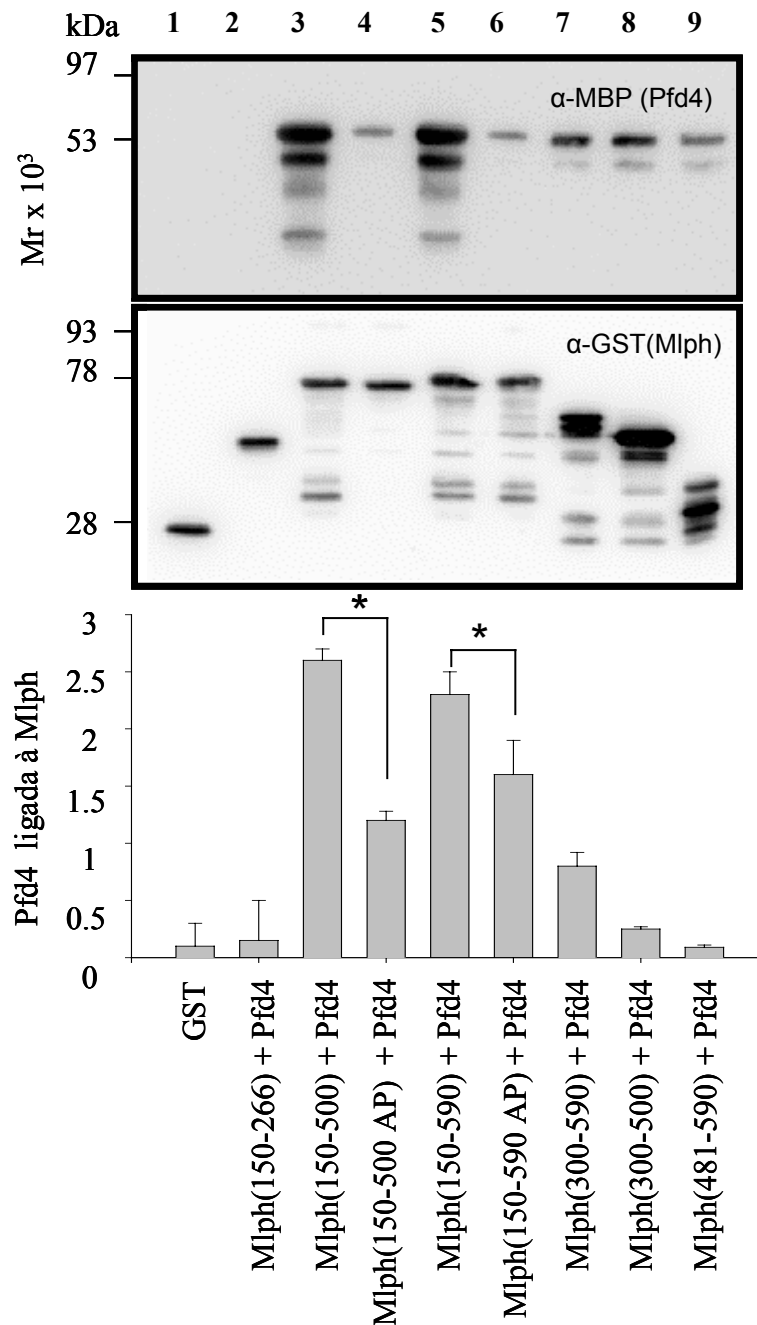 kDa 1 2 3 4 5 6 7 8 9
97
53
Mr x 10³
α-MBP (Pfd4)
93
78
28
α-GST(Mlph)
3
2.5
2
1.5
1
0.5
0
Pfd4 ligada à Mlph
*
*
GST
Mlph(150-266) + Pfd4
Mlph(150-500) + Pfd4
Mlph(150-500 AP) + Pfd4
Mlph(150-590) + Pfd4
Mlph(150-590 AP) + Pfd4
Mlph(300-590) + Pfd4
Mlph(300-500) + Pfd4
Mlph(481-590) + Pfd4